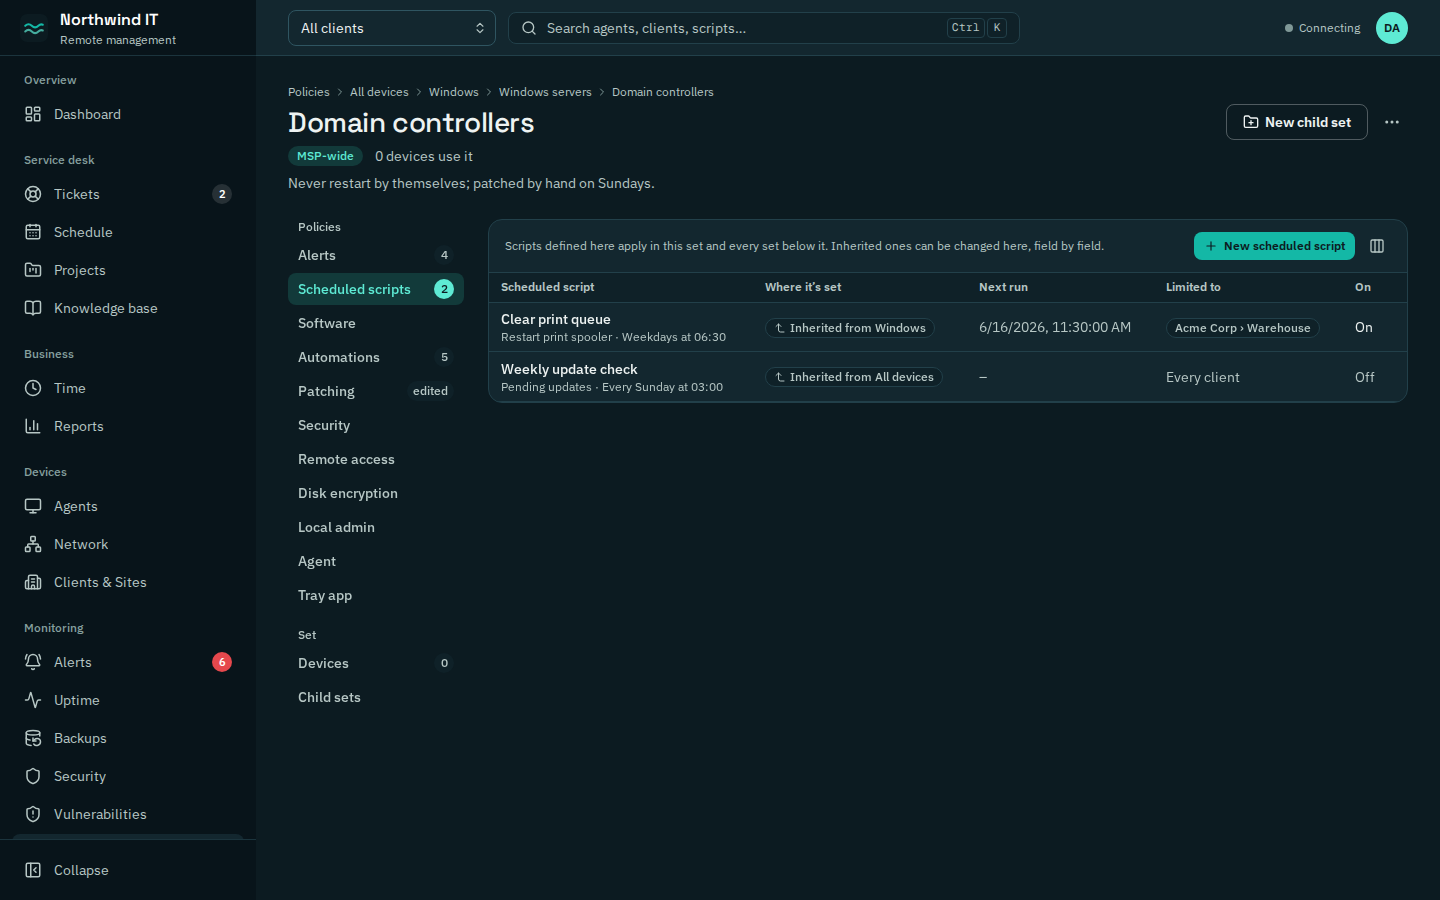 Northwind IT
Remote management
All clients
Search agents, clients, scripts...
Ctrl K
Connecting
DA
Overview
Dashboard
Service desk
Tickets 2
Schedule
Projects
Knowledge base
Business
Time
Reports
Devices
Agents
Network
Clients & Sites
Monitoring
Alerts 6
Uptime
Backups
Security
Vulnerabilities
Collapse
Policies > All devices > Windows > Windows servers > Domain controllers
Domain controllers
New child set
MSP-wide 0 devices use it
Never restart by themselves; patched by hand on Sundays.
Policies
Alerts 4
Scheduled scripts 2
Software
Automations 5
Patching edited
Security
Remote access
Disk encryption
Local admin
Agent
Tray app
Set
Devices 0
Child sets
Scripts defined here apply in this set and every set below it. Inherited ones can be changed here, field by field.
New scheduled script
Scheduled script Where it's set Next run Limited to On
Clear print queue
Restart print spooler · Weekdays at 06:30
Inherited from Windows
6/16/2026, 11:30:00 AM
Acme Corp › Warehouse
On
Weekly update check
Pending updates · Every Sunday at 03:00
Inherited from All devices
–
Every client
Off